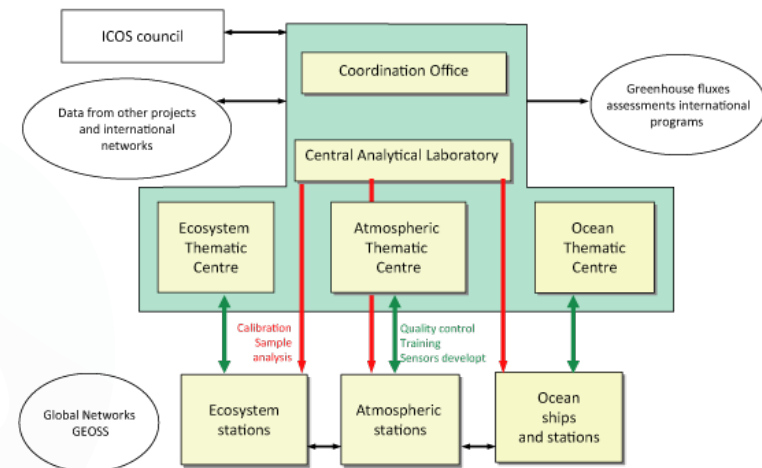 ICOS council
Coordination Office
Data from other projects
and international
networks
Greenhouse fluxes
assessments international
programs
Central Analytical Laboratory
Ecosystem
Thematic
Centre
Atmospheric
Thematic
Centre
Ocean
Thematic
Centre
Calibration
Sample
analysis
Quality control
Training
Sensors developt
Global Networks
GEOSS
Ecosystem
stations
Atmospheric
stations
Ocean
ships
and stations